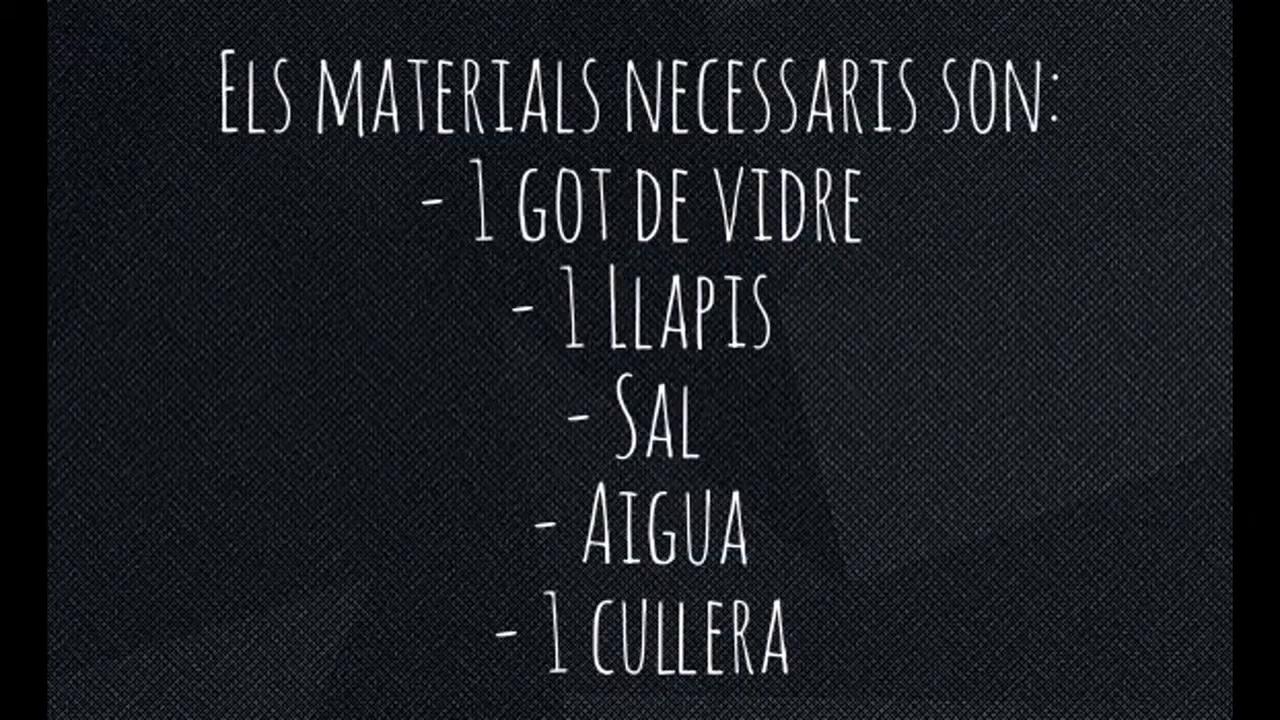 Els materials necessaris son:
- 1 got de vidre
- 1 Llapis
- Sal
- Aigua
- 1 cullera